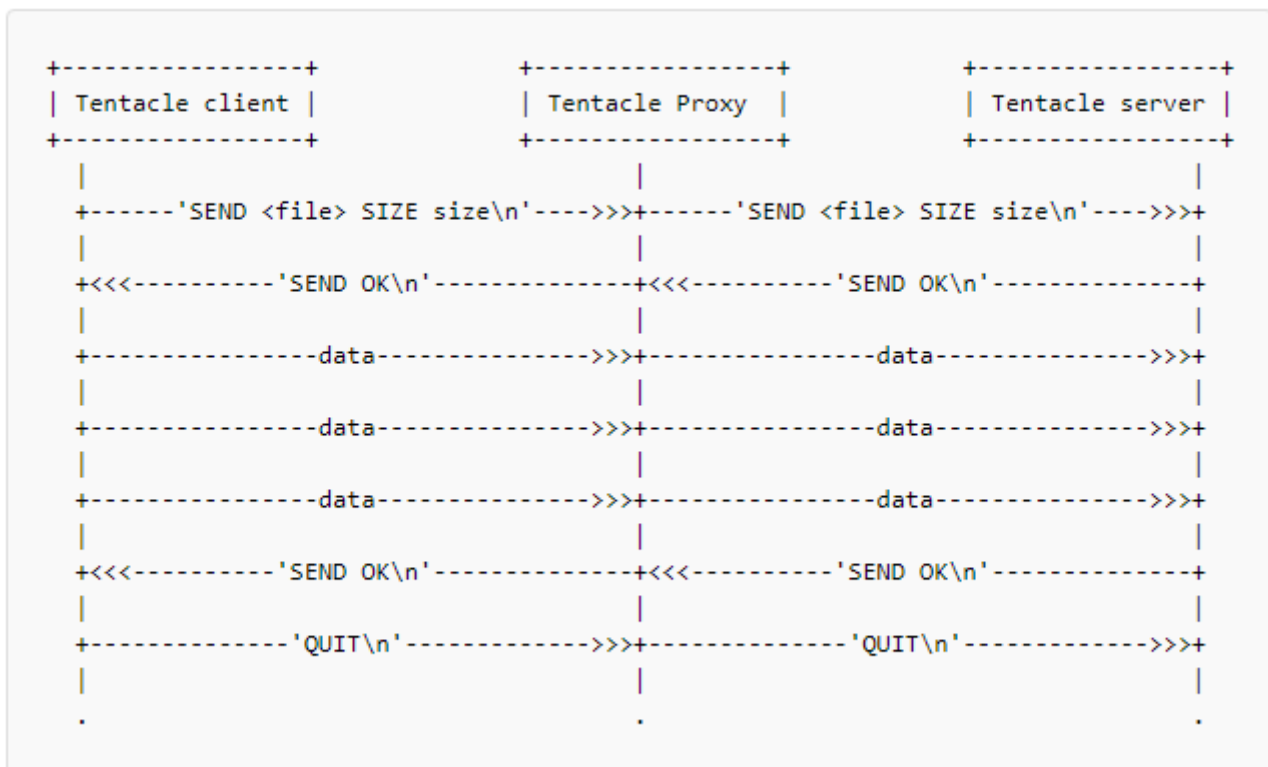 +-----------------+ +-----------------+ +-----------------+
| Tentacle client | | Tentacle Proxy | | Tentacle server |
+-----------------+ +-----------------+ +-----------------+
| | |
+------'SEND <file> SIZE size\n'---->>>+------'SEND <file> SIZE size\n'---->>>+
| | |
+<<<----------'SEND OK\n'--------------+<<<----------'SEND OK\n'--------------+
| | |
+----------------data--------------->>>+----------------data--------------->>>+
| | |
+----------------data--------------->>>+----------------data--------------->>>+
| | |
+----------------data--------------->>>+----------------data--------------->>>+
| | |
+<<<----------'SEND OK\n'--------------+<<<----------'SEND OK\n'--------------+
| | |
+--------------'QUIT\n'------------->>>+--------------'QUIT\n'------------->>>+
| | |
. . .